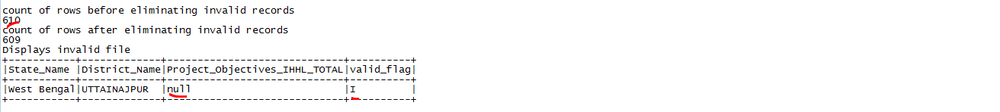 count of rows before eliminating invalid records
610
count of rows after eliminating invalid records
609
Displays invalid file
+-----------+-------------+-----------------------------+----------+
|State_Name |District_Name|Project_Objectives_IHHL_TOTAL|valid_flag|
+-----------+-------------+-----------------------------+----------+
|West Bengal|UTTAINAJPUR  |null                         |I         |
+-----------+-------------+-----------------------------+----------+